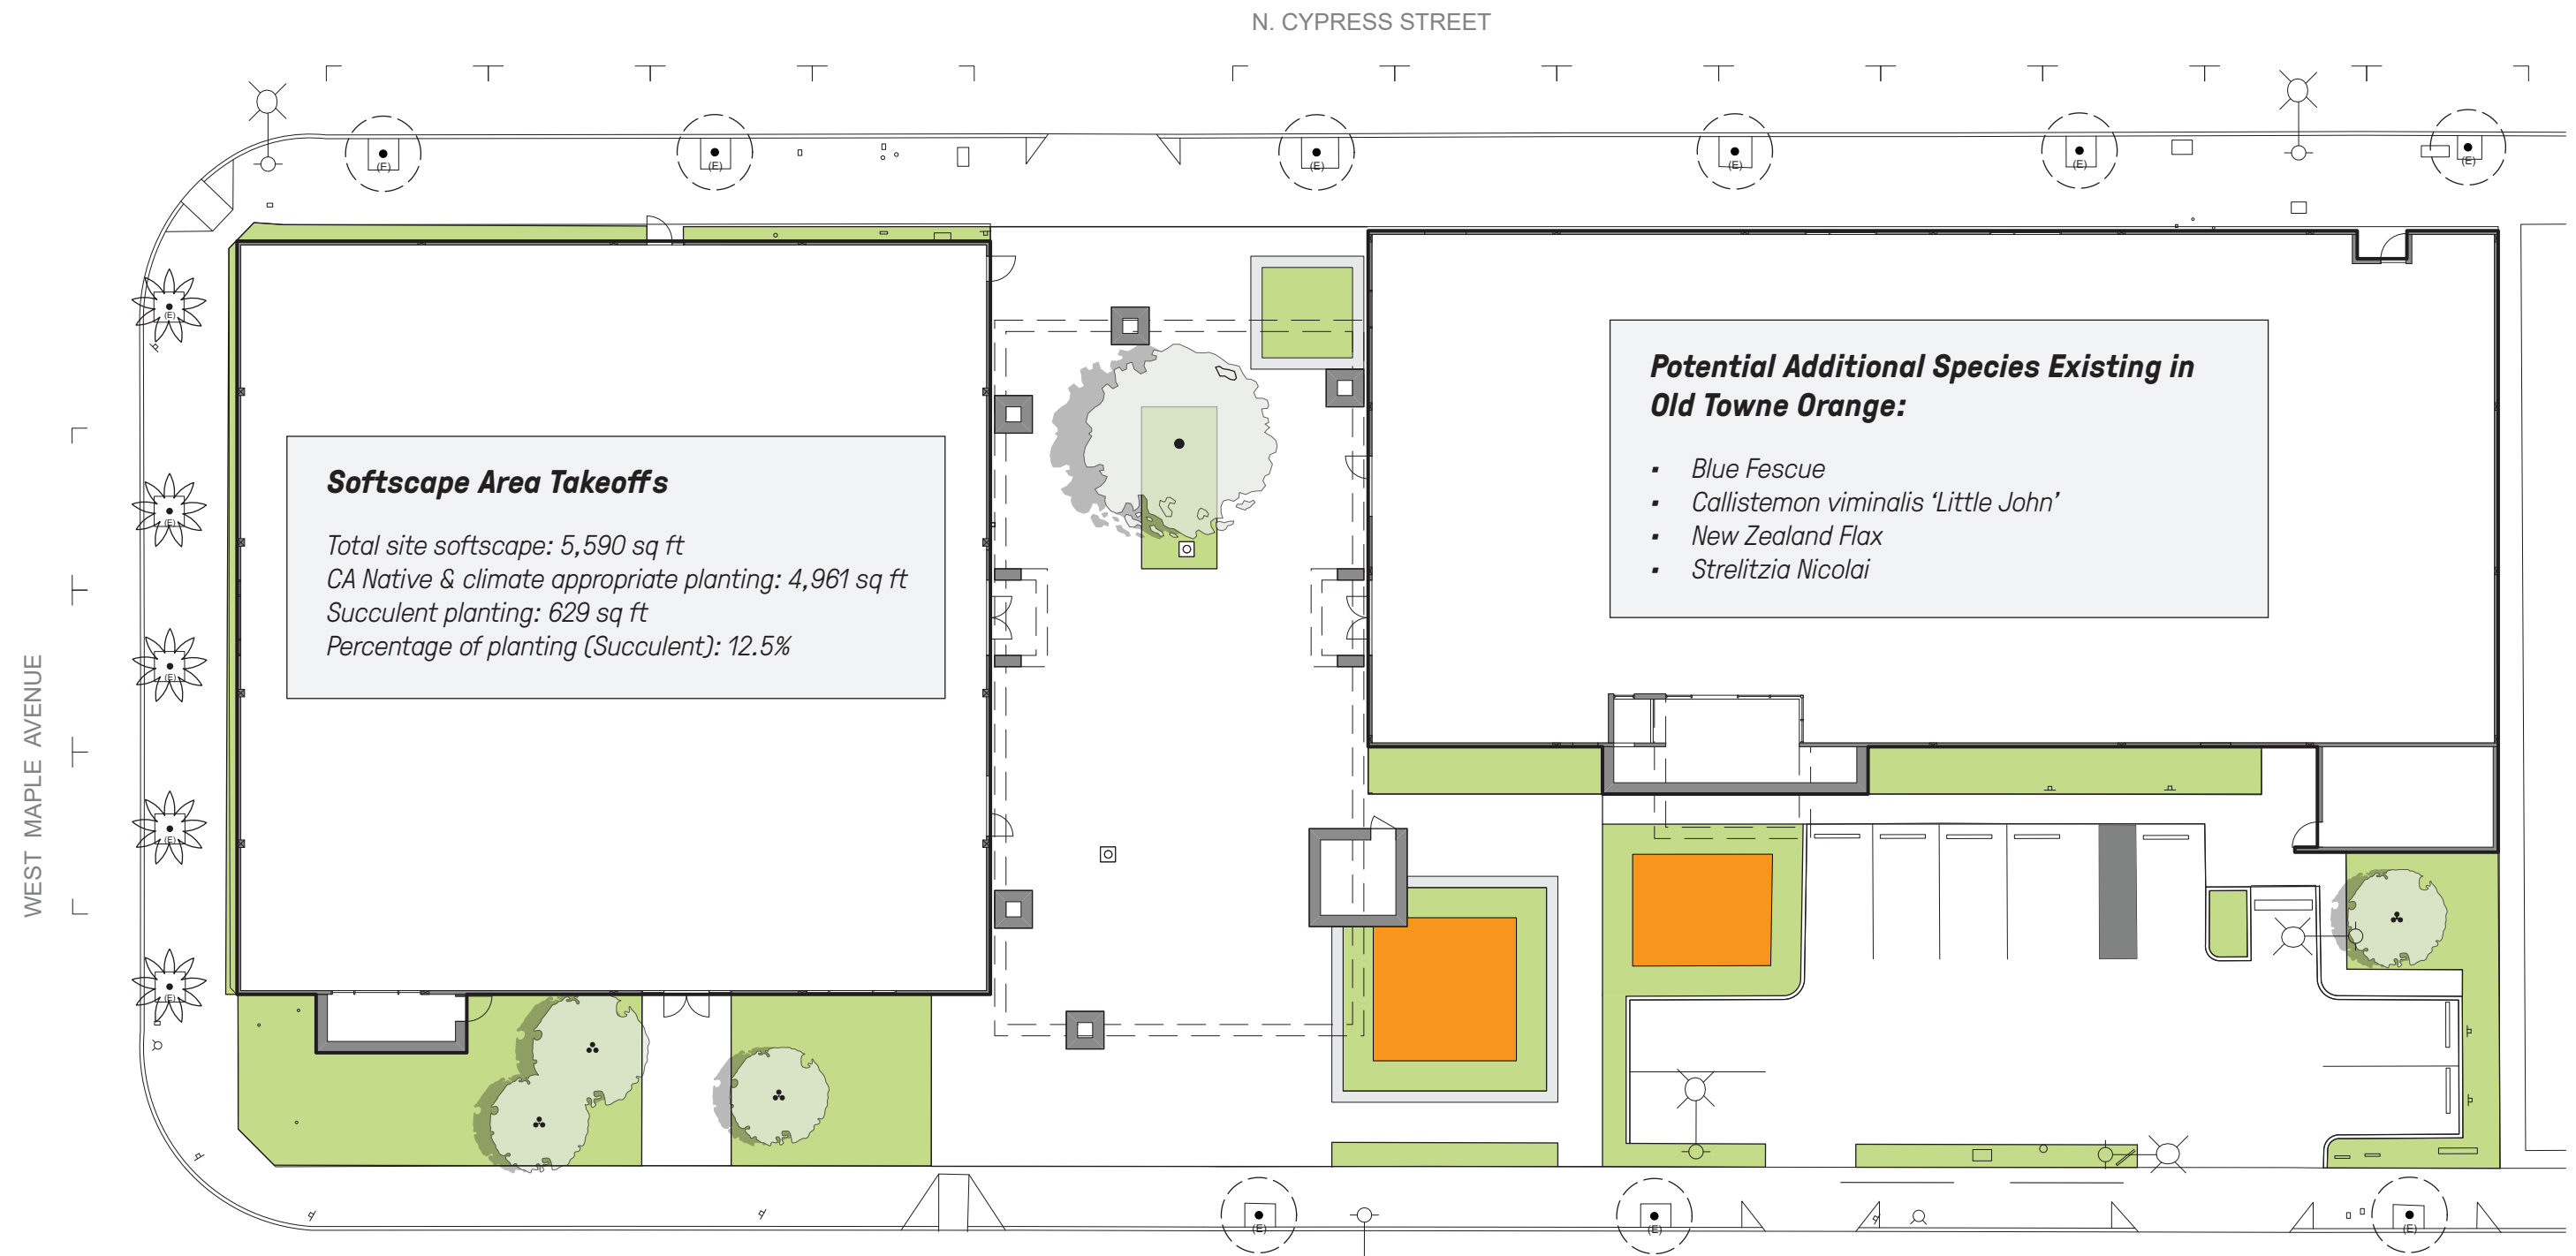 N. CYPRESS STREET
(E)
(E)
(E)
(E)
(E)
(E)
WEST MAPLE AVENUE
(E)
(E)
(E)
(E)
(E)
Softscape Area Takeoffs
Total site softscape: 5,590 sq ft
CA Native & climate appropriate planting: 4,961 sq ft
Succulent planting: 629 sq ft
Percentage of planting (Succulent): 12.5%
Potential Additional Species Existing in
Old Towne Orange:
▪ Blue Fescue
▪ Callistemon viminalis ‘Little John’
▪ New Zealand Flax
▪ Strelitzia Nicolai
(E)
(E)
(E)